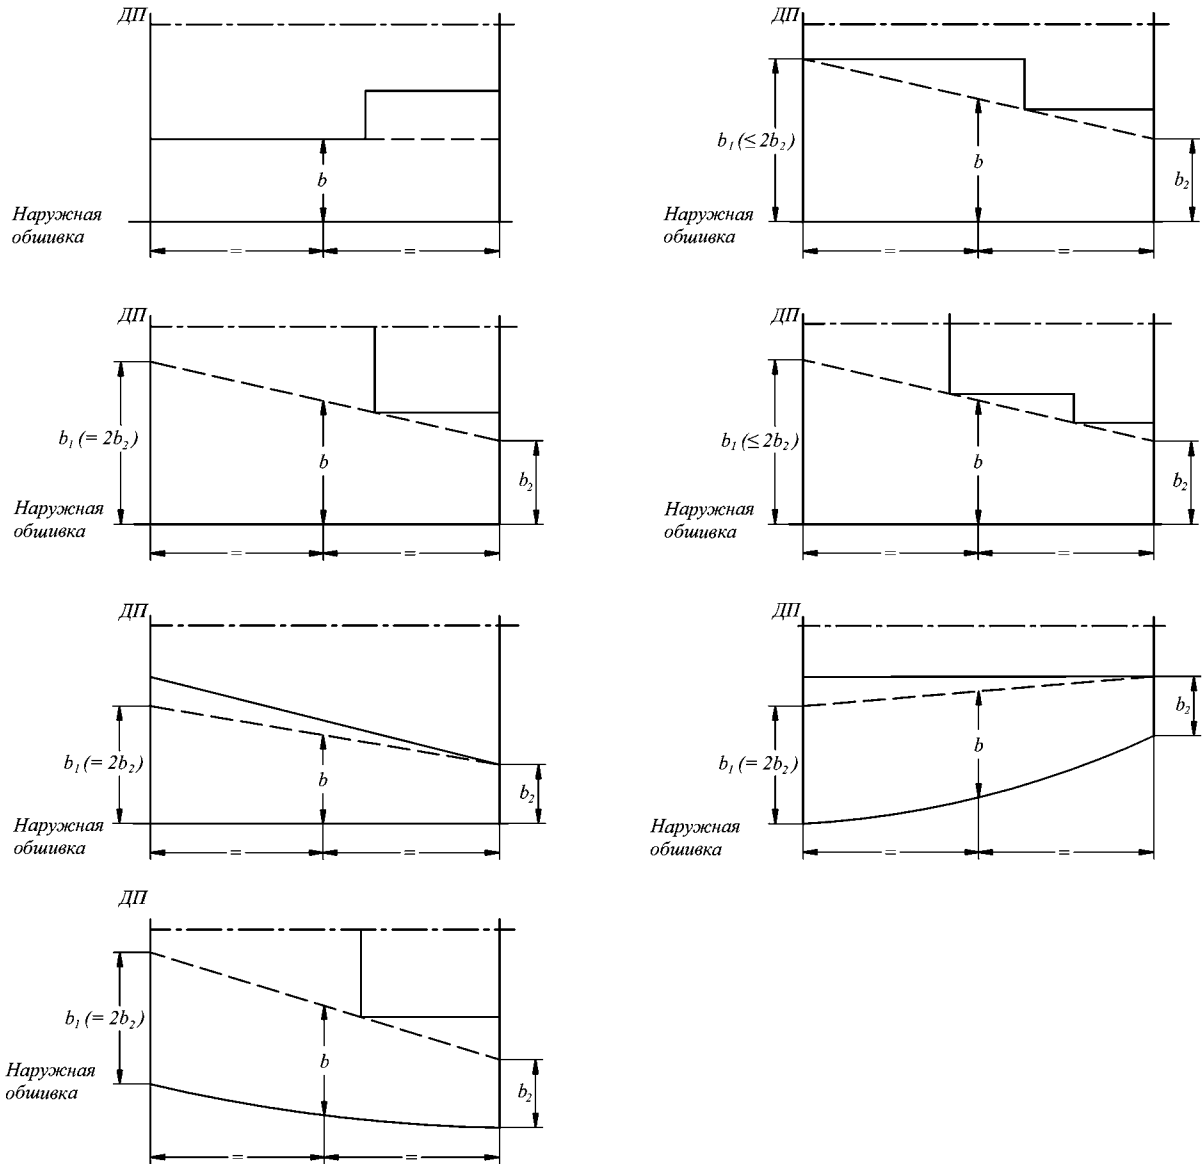 ДП
b
Наружная
обшивка
=
=
ДП
b₁ (≤ 2b₂)
b
b₂
Наружная
обшивка
=
=
ДП
b₁ (= 2b₂)
b
b₂
Наружная
обшивка
=
=
ДП
b₁ (≤ 2b₂)
b
b₂
Наружная
обшивка
=
=
ДП
b₁ (= 2b₂)
b
b₂
Наружная
обшивка
=
=
ДП
b₂
b
b₁ (= 2b₂)
Наружная
обшивка
=
=
ДП
b₁ (= 2b₂)
b
Наружная
обшивка
b₂
=
=